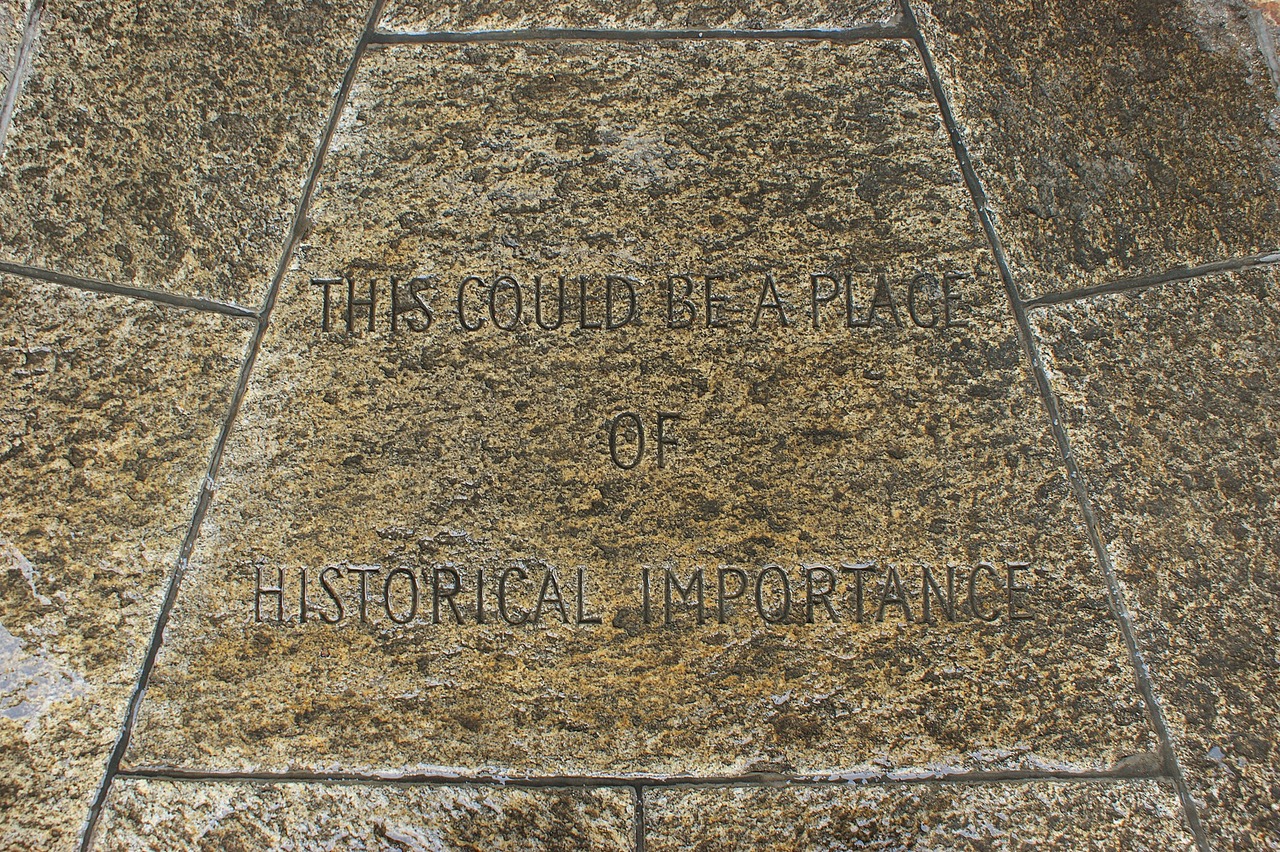 THIS COULD BE A PLACE
OF
HISTORICAL IMPORTANCE